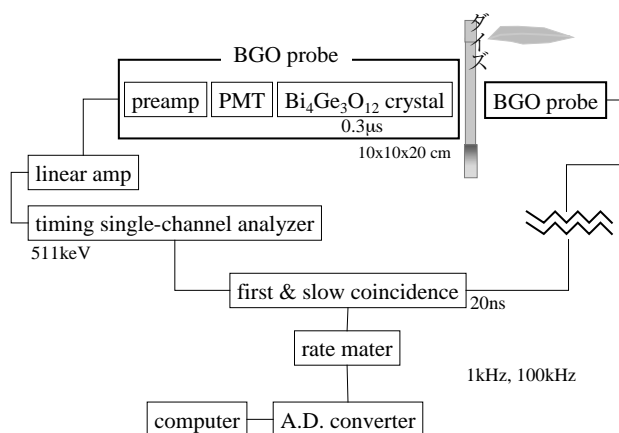 ダイズ
BGO probe
preamp
PMT
Bi4Ge3O12 crystal
0.3μs
BGO probe
10x10x20 cm
linear amp
timing single-channel analyzer
511keV
first & slow coincidence
20ns
rate mater
1kHz, 100kHz
computer
A.D. converter